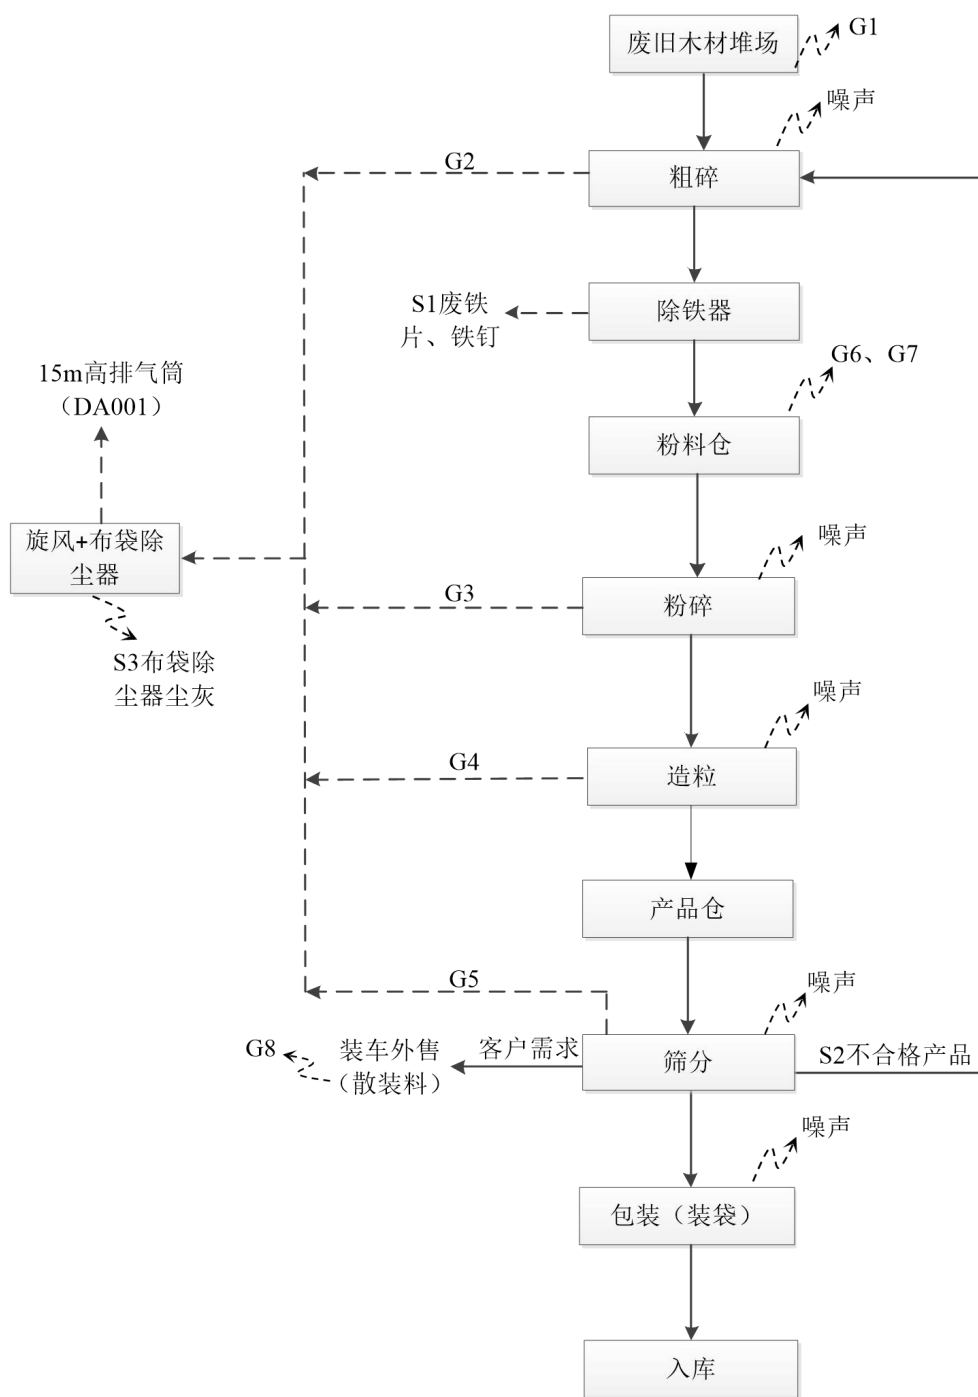 废旧木材堆场
G1
噪声
G2
粗碎
S1废铁
片、铁钉
除铁器
G6、G7
15m高排气筒
（DA001）
粉料仓
旋风+布袋除
尘器
噪声
G3
粉碎
S3布袋除
尘器尘灰
噪声
G4
造粒
产品仓
G5
噪声
G8
装车外售
（散装料）
客户需求
筛分
S2不合格产品
噪声
包装（装袋）
入库